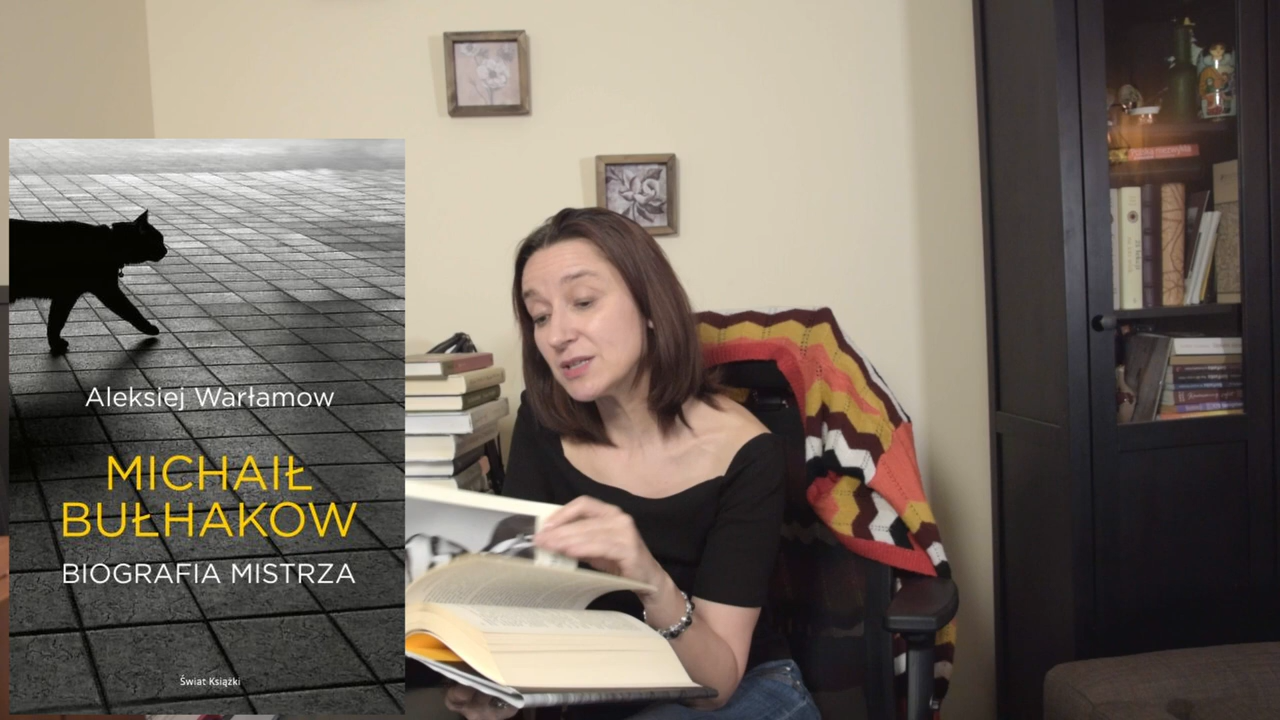 Aleksiej Warłamow
MICHAIŁ
BUŁHAKOW
BIOGRAFIA MISTRZA
Świat Książki